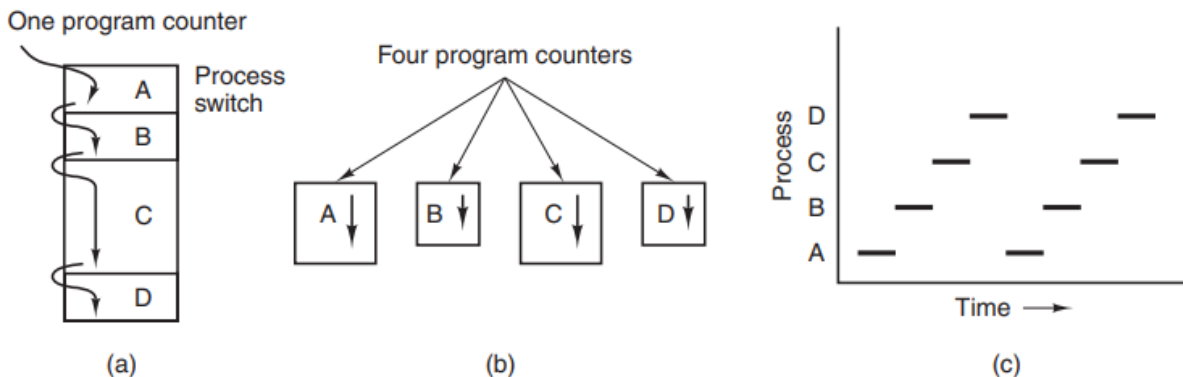 One program counter
Process
switch
A
B
C
D
(a)
Four program counters
A
B
C
D
(b)
Process
D
C
B
A
Time
(c)